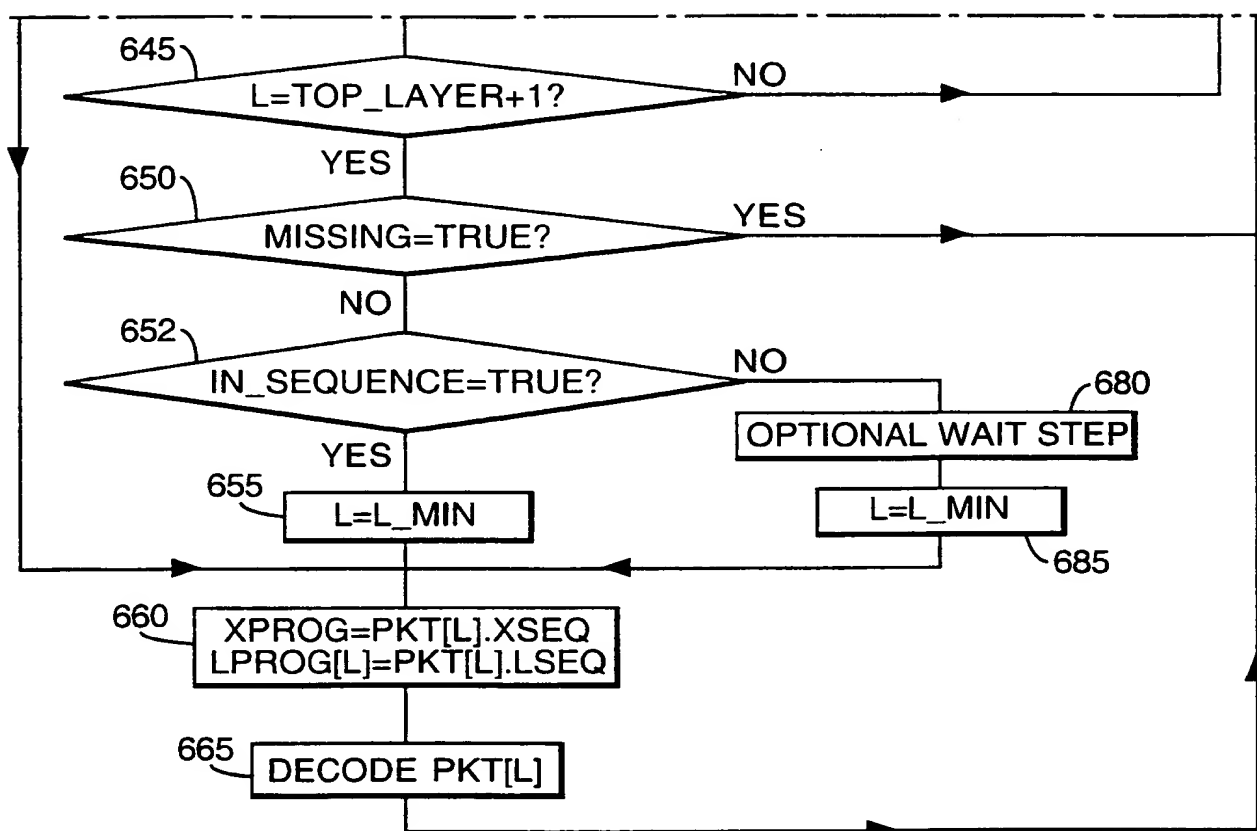 645
L=TOP_LAYER+1?
NO
YES
650
MISSING=TRUE?
YES
NO
652
IN_SEQUENCE=TRUE?
NO
680
OPTIONAL WAIT STEP
YES
655
L=L_MIN
L=L_MIN
685
660
XPROG=PKT[L].XSEQ
LPROG[L]=PKT[L].LSEQ
665
DECODE PKT[L]